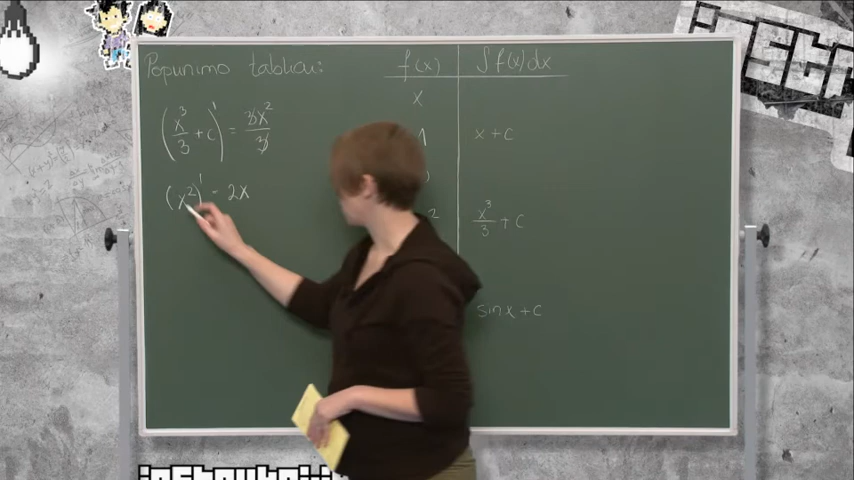 Popunimo tablicu:
f(x) ∫f(x)dx
(x³/3 + c)' = 3x²/3
x
1 x + c
(x²)' = 2x
x³/3 + c
sin x + c